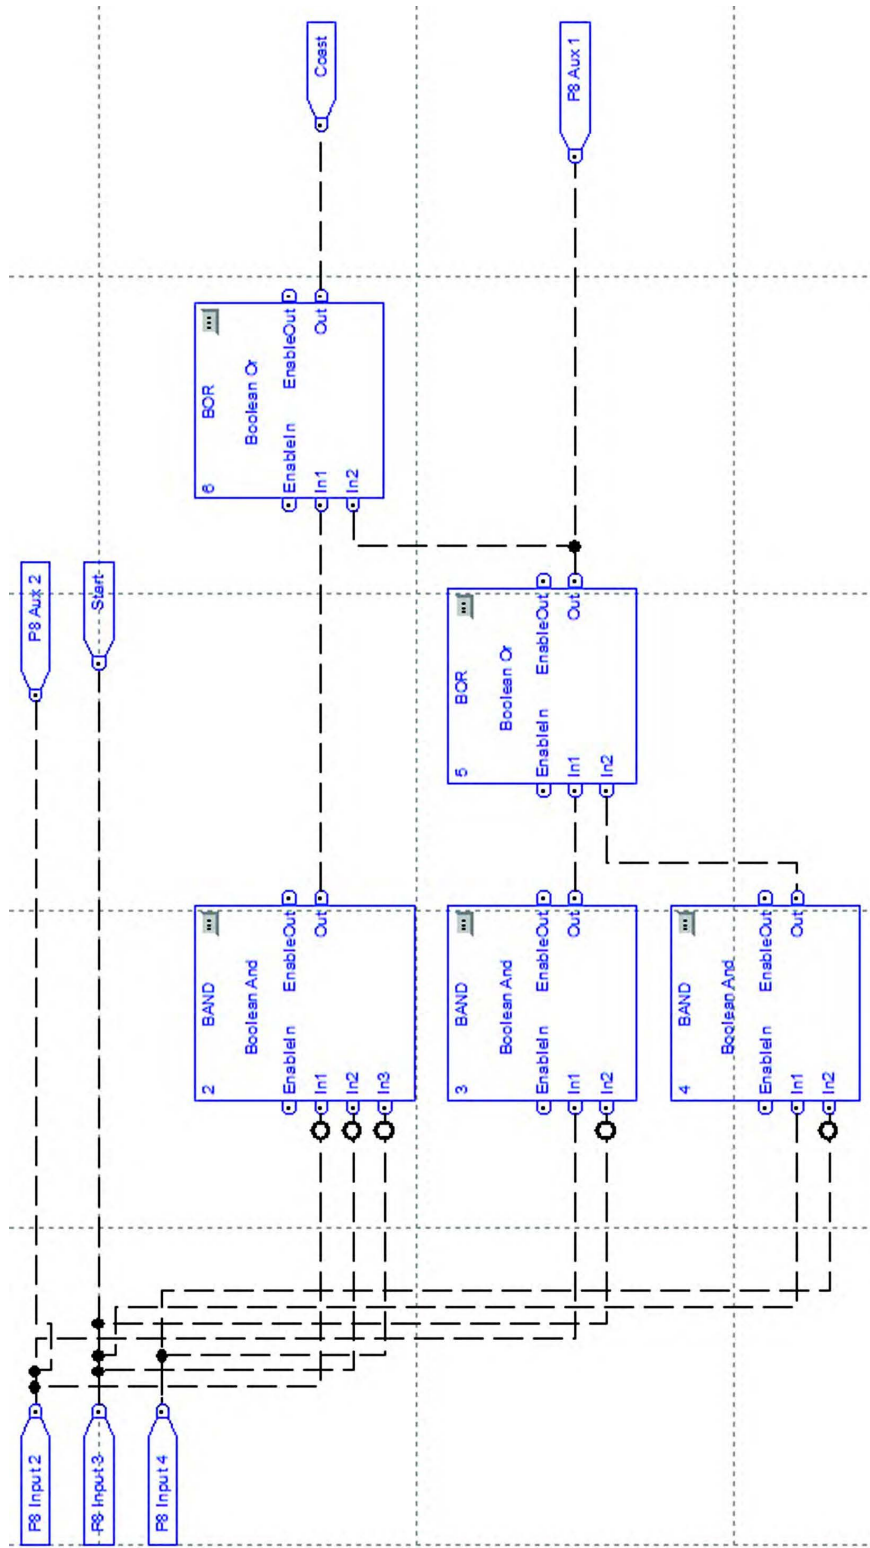 P8 Input 2
P8 Aux 2
P8 Input 3
Start
P8 Input 4
2 BAND
Boolean And
EnableIn EnableOut
In1 Out
In2
In3
6 BOR
Boolean Or
EnableIn EnableOut
In1 Out
In2
Coast
3 BAND
Boolean And
EnableIn EnableOut
In1 Out
In2
5 BOR
Boolean Or
EnableIn EnableOut
In1 Out
In2
P8 Aux 1
4 BAND
Boolean And
EnableIn EnableOut
In1 Out
In2